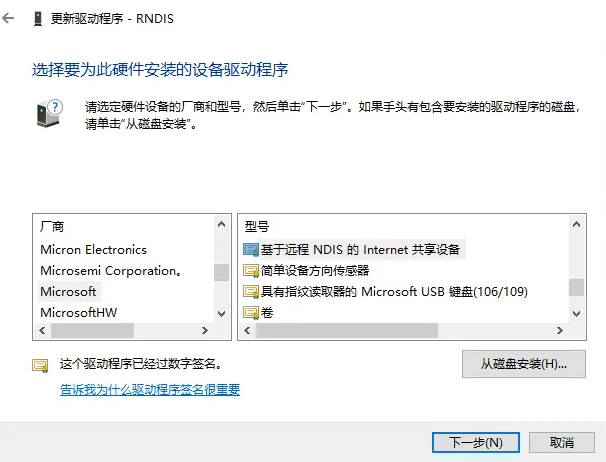 更新驱动程序 - RNDIS
选择要为此硬件安装的设备驱动程序
请选定硬件设备的厂商和型号，然后单击“下一步”。如果手头有包含要安装的驱动程序的磁盘，
请单击“从磁盘安装”。
厂商
Micron Electronics
Microsemi Corporation。
Microsoft
MicrosoftHW
型号
基于远程 NDIS 的 Internet 共享设备
简单设备方向传感器
具有指纹读取器的 Microsoft USB 键盘(106/109)
卷
这个驱动程序已经过数字签名。
告诉我为什么驱动程序签名很重要
从磁盘安装(H)...
下一步(N)
取消